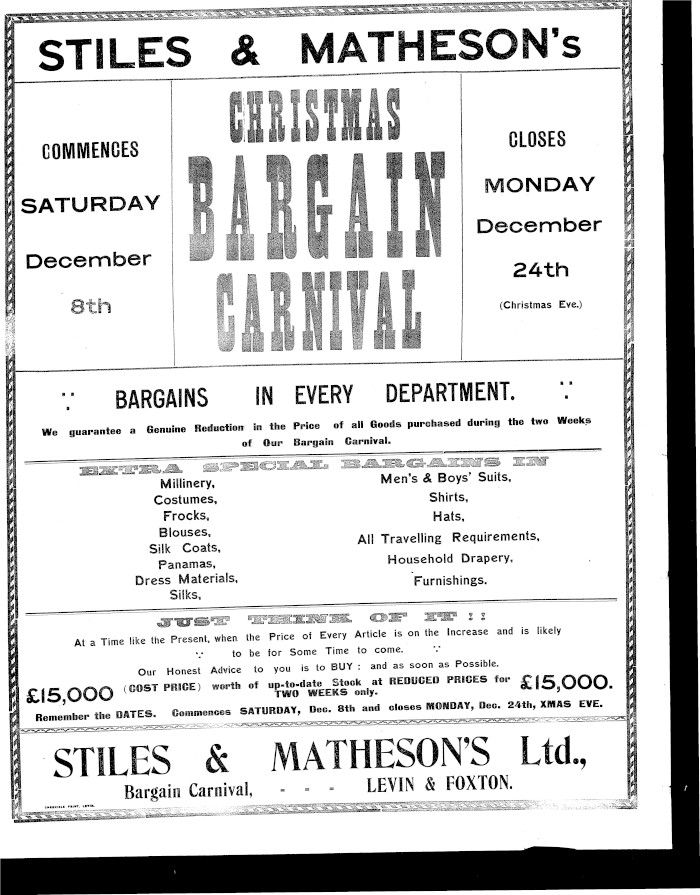 STILES & MATHESON's
COMMENCES
SATURDAY
December
8th
CHRISTMAS
BARGAIN
CARNIVAL
CLOSES
MONDAY
December
24th
(Christmas Eve.)
BARGAINS IN EVERY DEPARTMENT.
We guarantee a Genuine Reduction in the Price of all Goods purchased during the two Weeks
of Our Bargain Carnival.
EXTRA SPECIAL BARGAINS IN
Millinery,
Costumes,
Frocks,
Blouses,
Silk Coats,
Panamas,
Dress Materials,
Silks,
Men's & Boys' Suits,
Shirts,
Hats,
All Travelling Requirements,
Household Drapery,
Furnishings.
JUST THINK OF IT !!
At a Time like the Present, when the Price of Every Article is on the Increase and is likely
to be for Some Time to come.
Our Honest Advice to you is to BUY : and as soon as Possible.
£15,000 (COST PRICE) worth of up-to-date Stock at REDUCED PRICES for £15,000.
TWO WEEKS only.
Remember the DATES. Commences SATURDAY, Dec. 8th and closes MONDAY, Dec. 24th, XMAS EVE.
STILES & MATHESON'S Ltd.,
Bargain Carnival, - - - LEVIN & FOXTON.